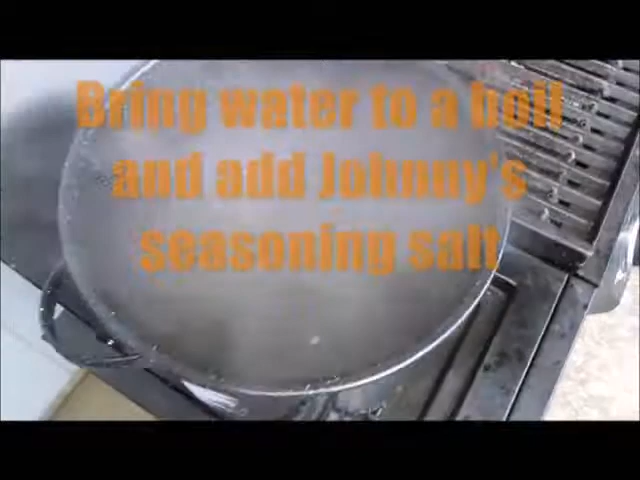 Bring water to a boil
and add Johnny's
seasoning salt